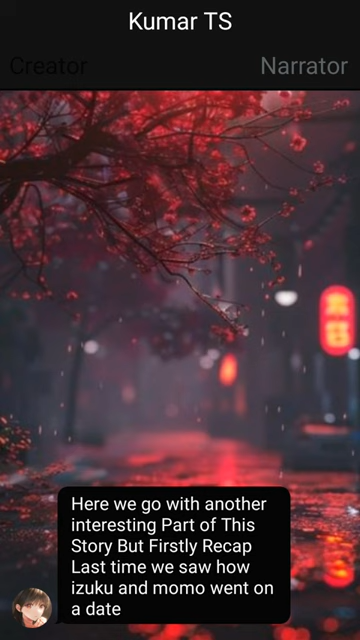 Kumar TS
Creator
Narrator
Here we go with another
interesting Part of This
Story But Firstly Recap
Last time we saw how
izuku and momo went on
a date